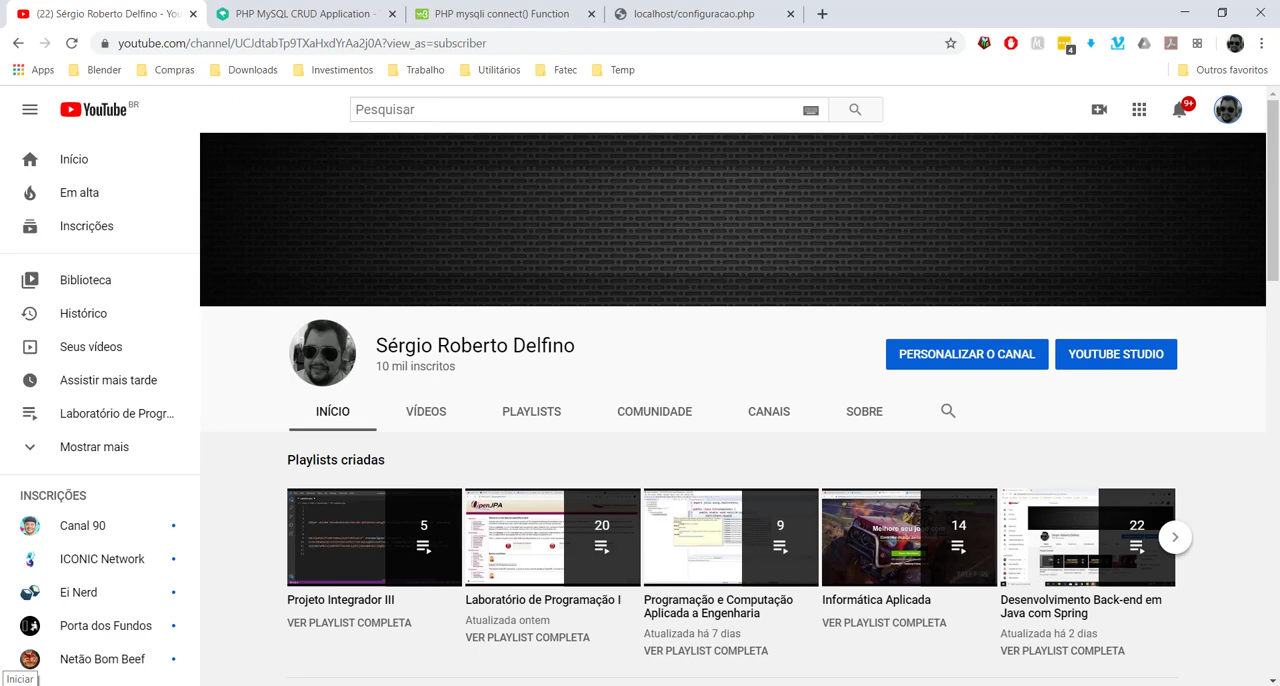 (22) Sérgio Roberto Delfino - You
PHP MySQL CRUD Application -
PHP mysqli connect() Function
localhost/configuracao.php
youtube.com/channel/UCJdtabTp9TXaHxdYrAa2j0A?view_as=subscriber
4
Apps
Blender
Compras
Downloads
Investimentos
Trabalho
Utilitários
Fatec
Temp
Outros favoritos
YouTube BR
Pesquisar
9+
Início
Em alta
Inscrições
Biblioteca
Histórico
Seus vídeos
Assistir mais tarde
Laboratório de Progr...
Mostrar mais
INSCRIÇÕES
Canal 90
ICONIC Network
Ei Nerd
Porta dos Fundos
Netão Bom Beef
Iniciar
Sérgio Roberto Delfino
10 mil inscritos
PERSONALIZAR O CANAL
YOUTUBE STUDIO
INÍCIO
VÍDEOS
PLAYLISTS
COMUNIDADE
CANAIS
SOBRE
Playlists criadas
5
20
9
14
22
Projeto Integrador I
VER PLAYLIST COMPLETA
Laboratório de Programação I
Atualizada ontem
VER PLAYLIST COMPLETA
Programação e Computação
Aplicada a Engenharia
Atualizada há 7 dias
VER PLAYLIST COMPLETA
Informática Aplicada
VER PLAYLIST COMPLETA
Desenvolvimento Back-end em
Java com Spring
Atualizada há 2 dias
VER PLAYLIST COMPLETA